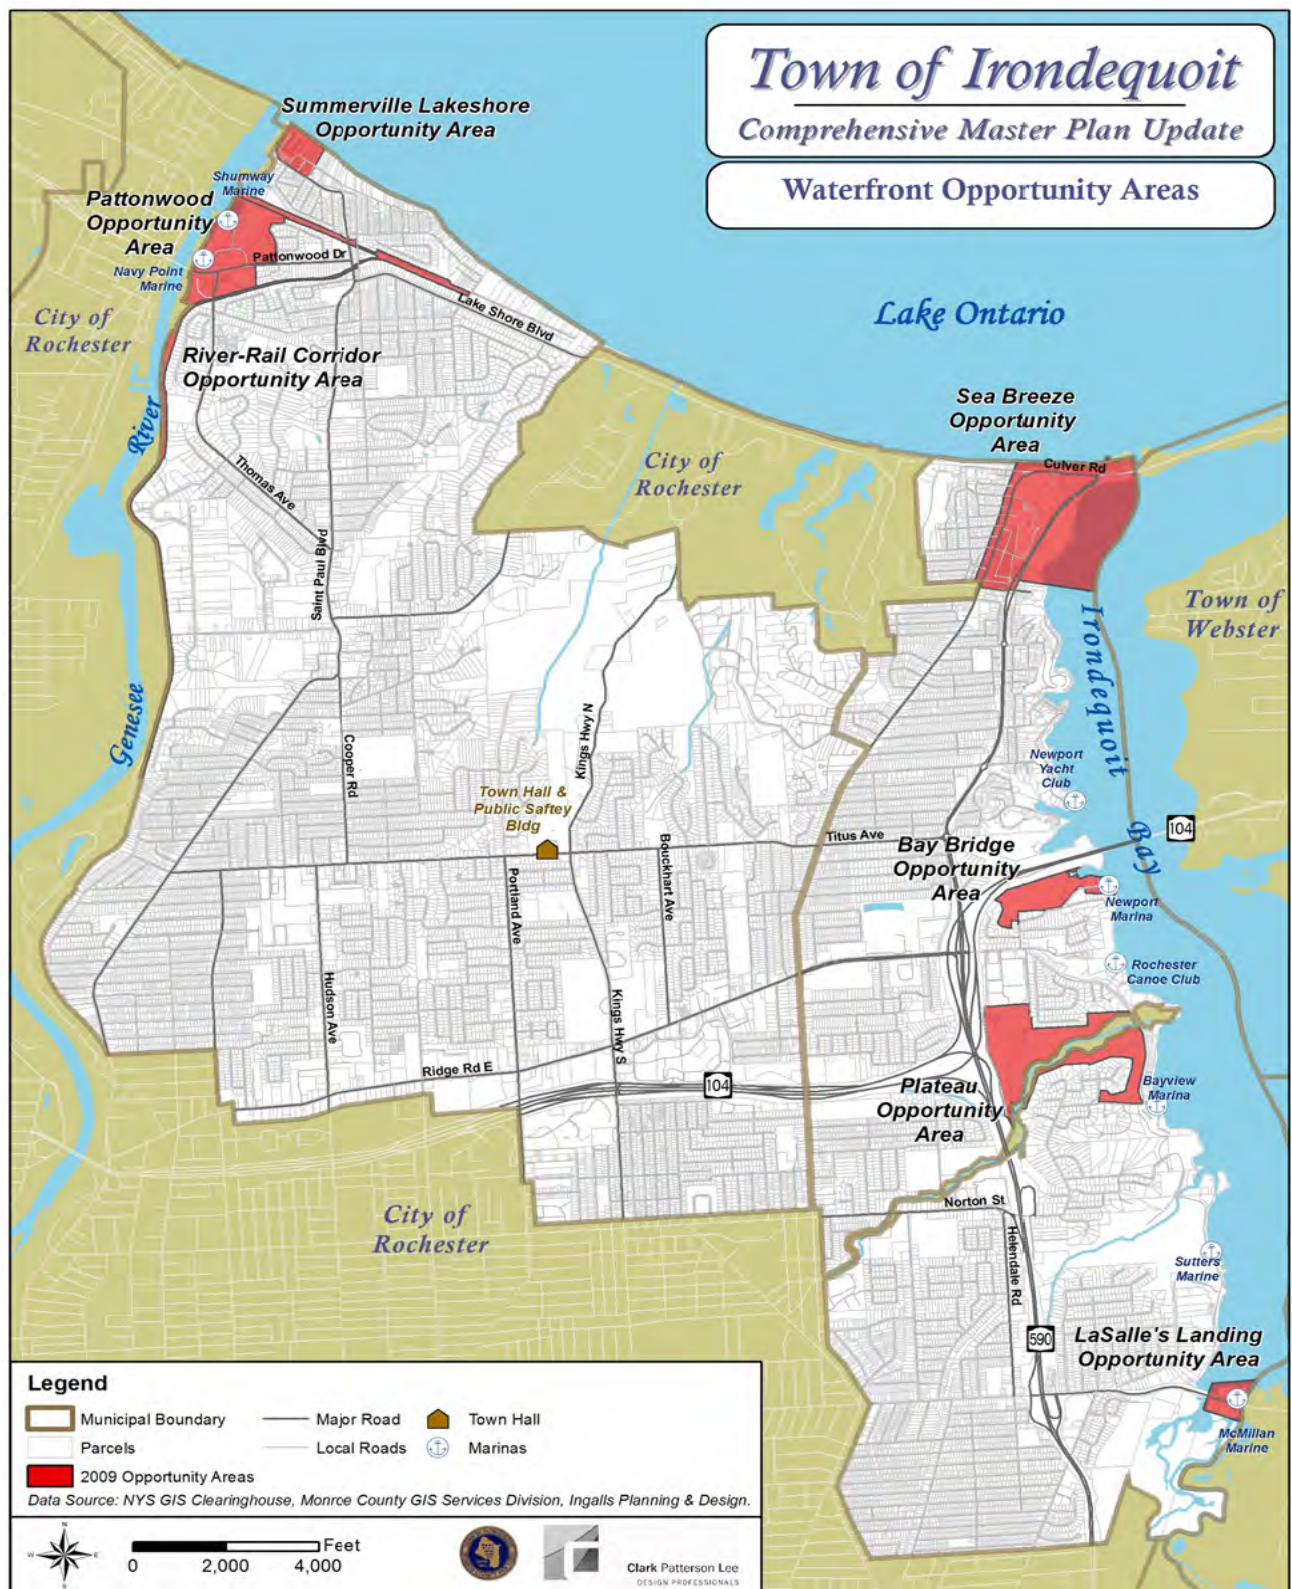 Town of Irondequoit
Comprehensive Master Plan Update
Waterfront Opportunity Areas
Summerville Lakeshore
Opportunity Area
Shumway
Marine
Pattonwood
Opportunity
Area
Pattonwood Dr
Navy Point
Marine
Lake Shore Blvd
City of
Rochester
Lake Ontario
River-Rail Corridor
Opportunity Area
River
Sea Breeze
Opportunity
Area
Culver Rd
City of
Rochester
Thomas Ave
Saint Paul Blvd
Irondequoit
Town of
Webster
Genesee
Cooper Rd
Kings Hwy N
Newport
Yacht
Club
Town Hall &
Public Saftey
Bldg
Bay
104
Titus Ave
Bay Bridge
Opportunity
Area
Bouckhart Ave
Portland Ave
Newport
Marina
Rochester
Canoe Club
Hudson Ave
Kings Hwy S
Ridge Rd E
104
Plateau
Opportunity
Area
Bayview
Marina
Norton St
City of
Rochester
Helendale Rd
Sutters
Marine
590
LaSalle's Landing
Opportunity Area
McMillan
Marine
Legend
Municipal Boundary
Major Road
Town Hall
Parcels
Local Roads
Marinas
2009 Opportunity Areas
Data Source: NYS GIS Clearinghouse, Monroe County GIS Services Division, Ingalls Planning & Design.
N
W
E
S
Feet
0 2,000 4,000
Clark Patterson Lee
DESIGN PROFESSIONALS